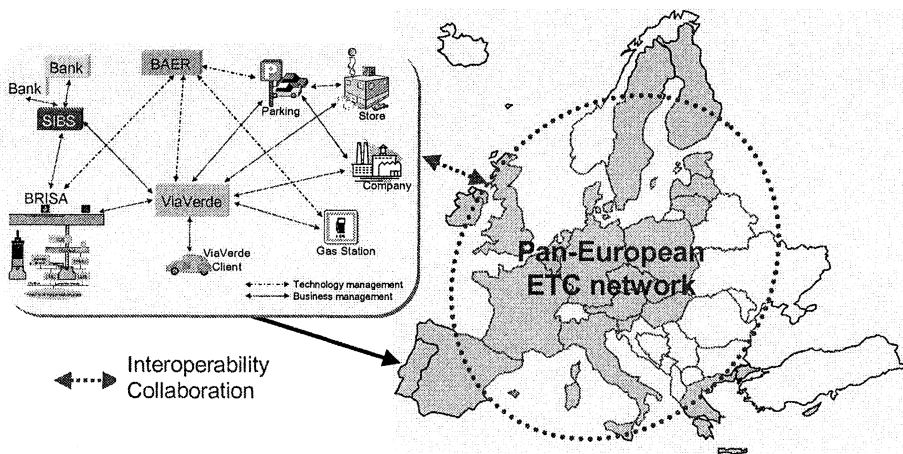 Bank
Bank
BAER
SIBS
P
Parking
Store
Company
BRISA
ViaVerde
Gas Station
ViaVerde
Client
Technology management
Business management
Pan-European
ETC network
Interoperability
Collaboration